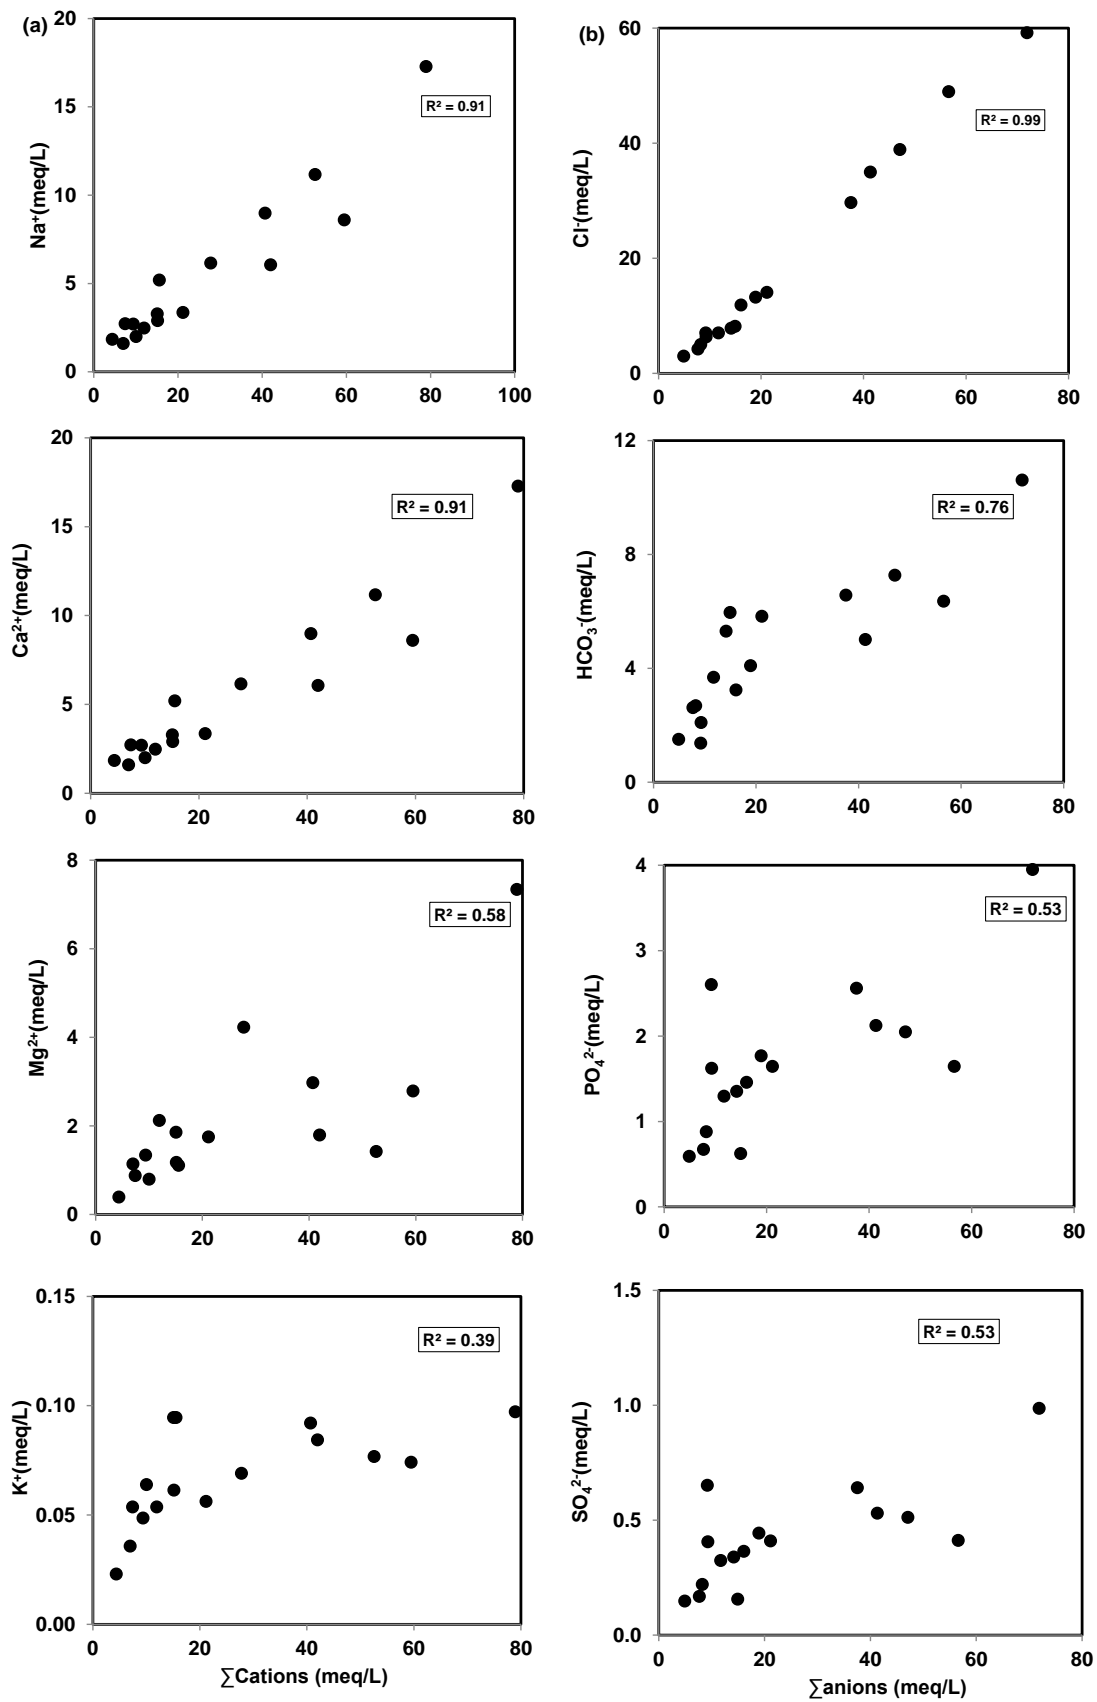 (a)
20
15
10
5
0
Na⁺(meq/L)
R² = 0.91
0 20 40 60 80 100
(b)
60
40
20
0
Cl⁻(meq/L)
R² = 0.99
0 20 40 60 80
20
15
10
5
0
Ca²⁺(meq/L)
R² = 0.91
0 20 40 60 80
12
8
4
0
HCO₃⁻(meq/L)
R² = 0.76
0 20 40 60 80
8
6
4
2
0
Mg²⁺(meq/L)
R² = 0.58
0 20 40 60 80
4
3
2
1
0
PO₄²⁻(meq/L)
R² = 0.53
0 20 40 60 80
0.15
0.10
0.05
0.00
K⁺(meq/L)
R² = 0.39
0 20 40 60 80
∑Cations (meq/L)
1.5
1.0
0.5
0.0
SO₄²⁻(meq/L)
R² = 0.53
0 20 40 60 80
∑anions (meq/L)